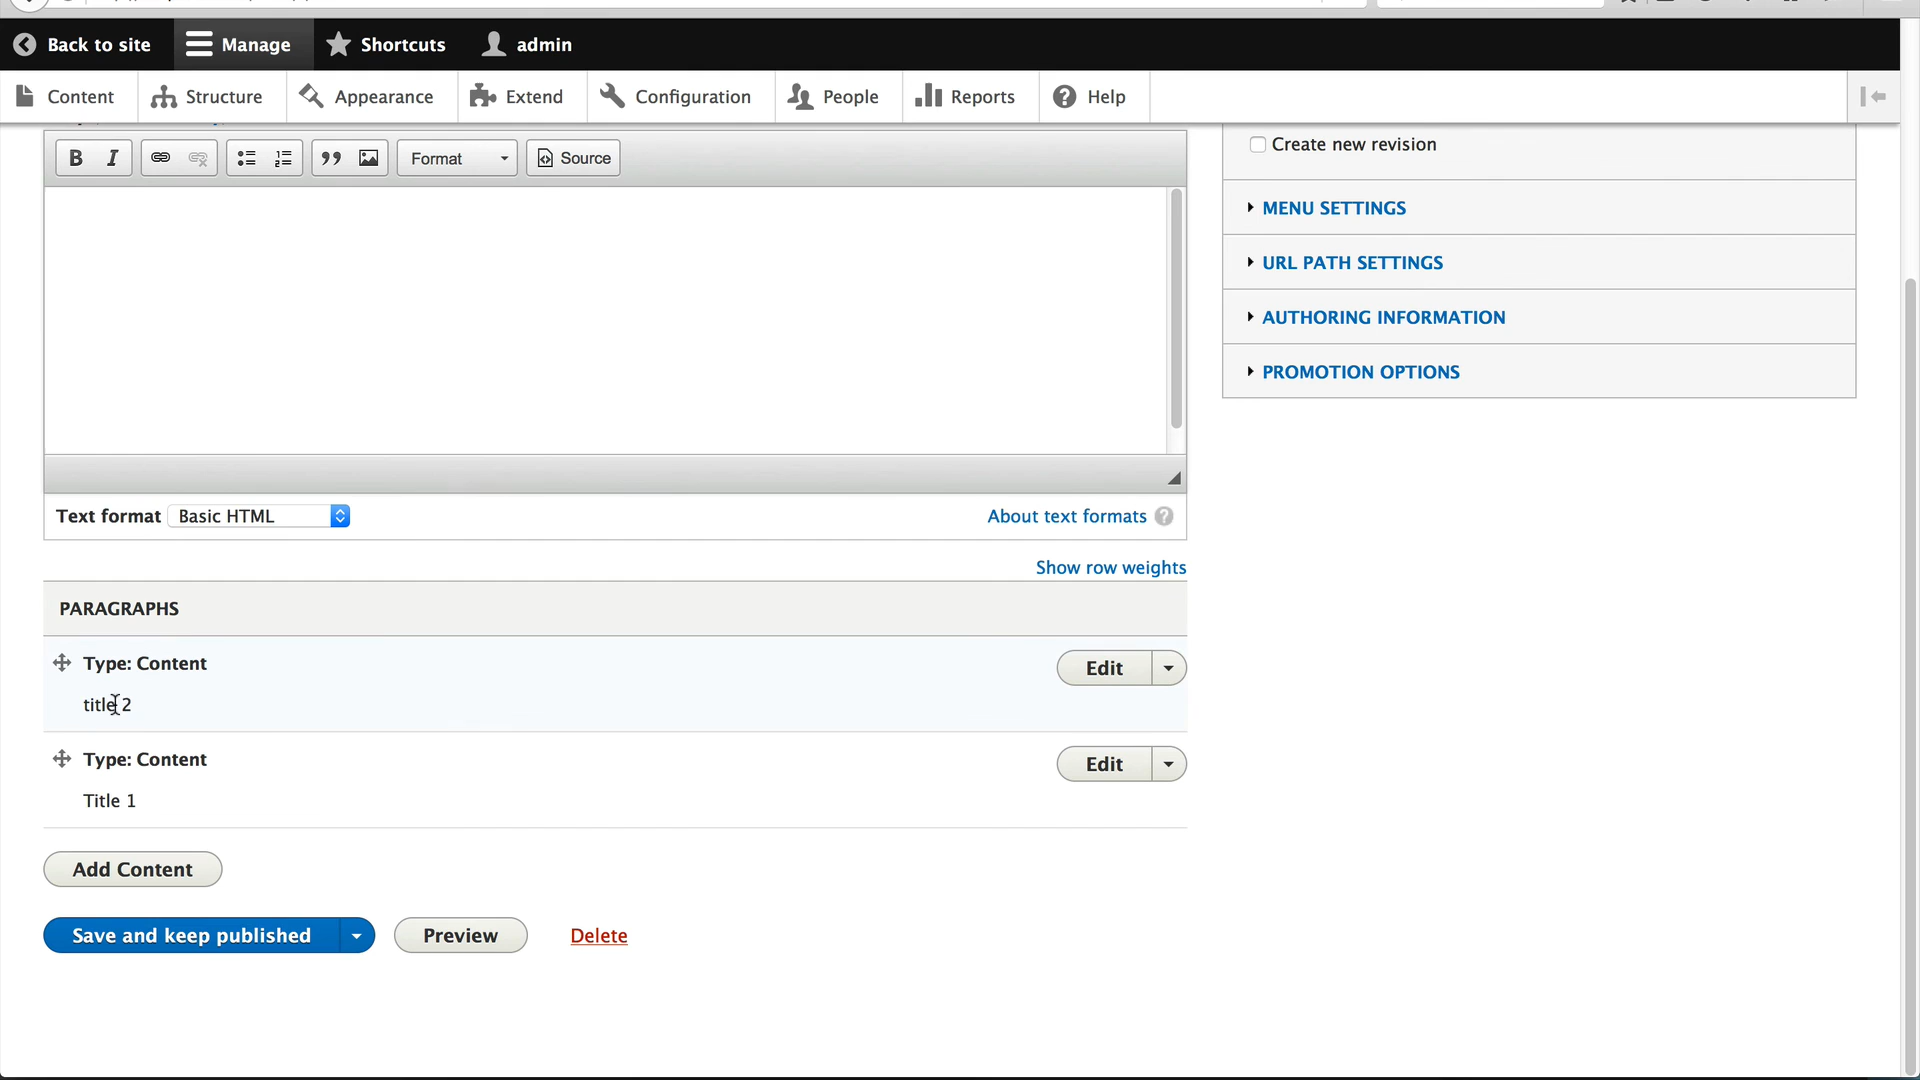 Back to site
Manage
Shortcuts
admin
Content
Structure
Appearance
Extend
Configuration
People
Reports
Help
B I
Format
Source
Create new revision
MENU SETTINGS
URL PATH SETTINGS
AUTHORING INFORMATION
PROMOTION OPTIONS
Text format Basic HTML
About text formats ?
Show row weights
PARAGRAPHS
Type: Content
Edit
title 2
Type: Content
Edit
Title 1
Add Content
Save and keep published
Preview
Delete